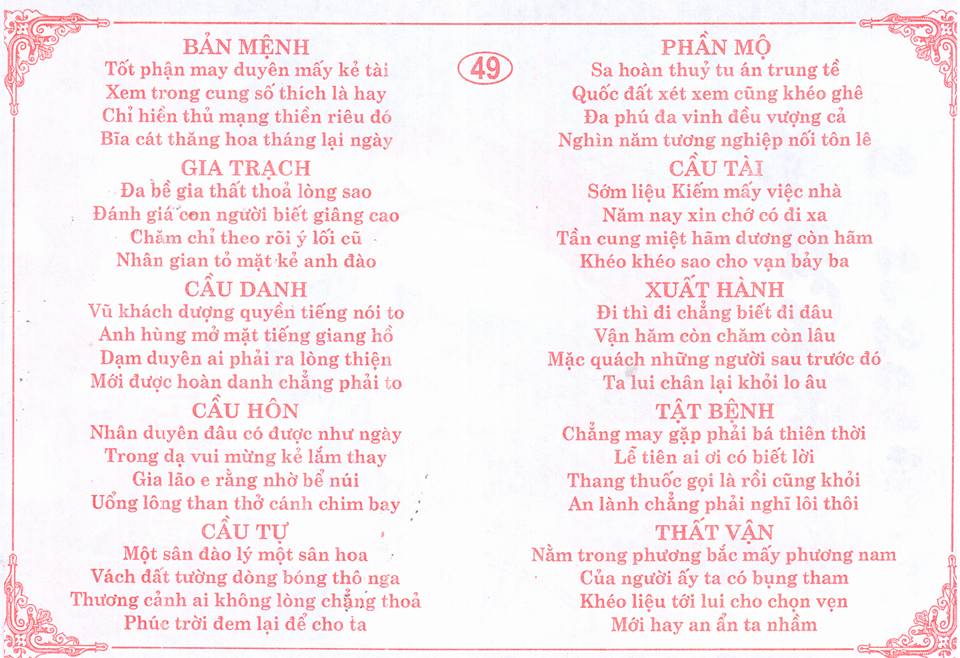 BẢN MỆNH
Tốt phận may duyên mấy kẻ tài
Xem trong cung số thích là hay
Chỉ hiền thủ mạng thiền riêu đó
Bĩa cát thăng hoa tháng lại ngày
GIA TRẠCH
Đa bề gia thất thoả lòng sao
Đánh giá con người biết giâng cao
Chăm chỉ theo rõi ý lối cũ
Nhân gian tỏ mặt kẻ anh đào
CẦU DANH
Vũ khách dượng quyền tiếng nói to
Anh hùng mở mặt tiếng giang hồ
Dạm duyên ai phải ra lòng thiện
Mới được hoàn danh chẳng phải to
CẦU HÔN
Nhân duyên đâu có được như ngày
Trong dạ vui mừng kẻ lắm thay
Gia lão e rằng nhờ bể núi
Uổng lông than thở cánh chim bay
CẦU TỰ
Một sân đào lý một sân hoa
Vách đất tường dòng bóng thô nga
Thương cảnh ai không lòng chẳng thoả
Phúc trời đem lại để cho ta
49
PHẦN MỘ
Sa hoàn thuỷ tu án trung tề
Quốc đất xét xem cũng khéo ghê
Đa phú đa vinh đều vượng cả
Nghìn năm tương nghiệp nối tôn lê
CẦU TÀI
Sớm liệu Kiếm mấy việc nhà
Năm nay xin chớ có đi xa
Tần cung miệt hãm dương còn hãm
Khéo khéo sao cho vạn bảy ba
XUẤT HÀNH
Đi thì đi chẳng biết đi đâu
Vận hăm còn chăm còn lâu
Mặc quách những người sau trước đó
Ta lui chân lại khỏi lo âu
TẬT BỆNH
Chẳng may gặp phải bá thiên thời
Lễ tiên ai ơi có biết lời
Thang thuốc gọi là rồi cũng khỏi
An lành chẳng phải nghĩ lôi thôi
THẤT VẬN
Nằm trong phương bắc mấy phương nam
Của người ấy ta có bụng tham
Khéo liệu tới lui cho chọn vẹn
Mới hay an ẩn ta nhầm